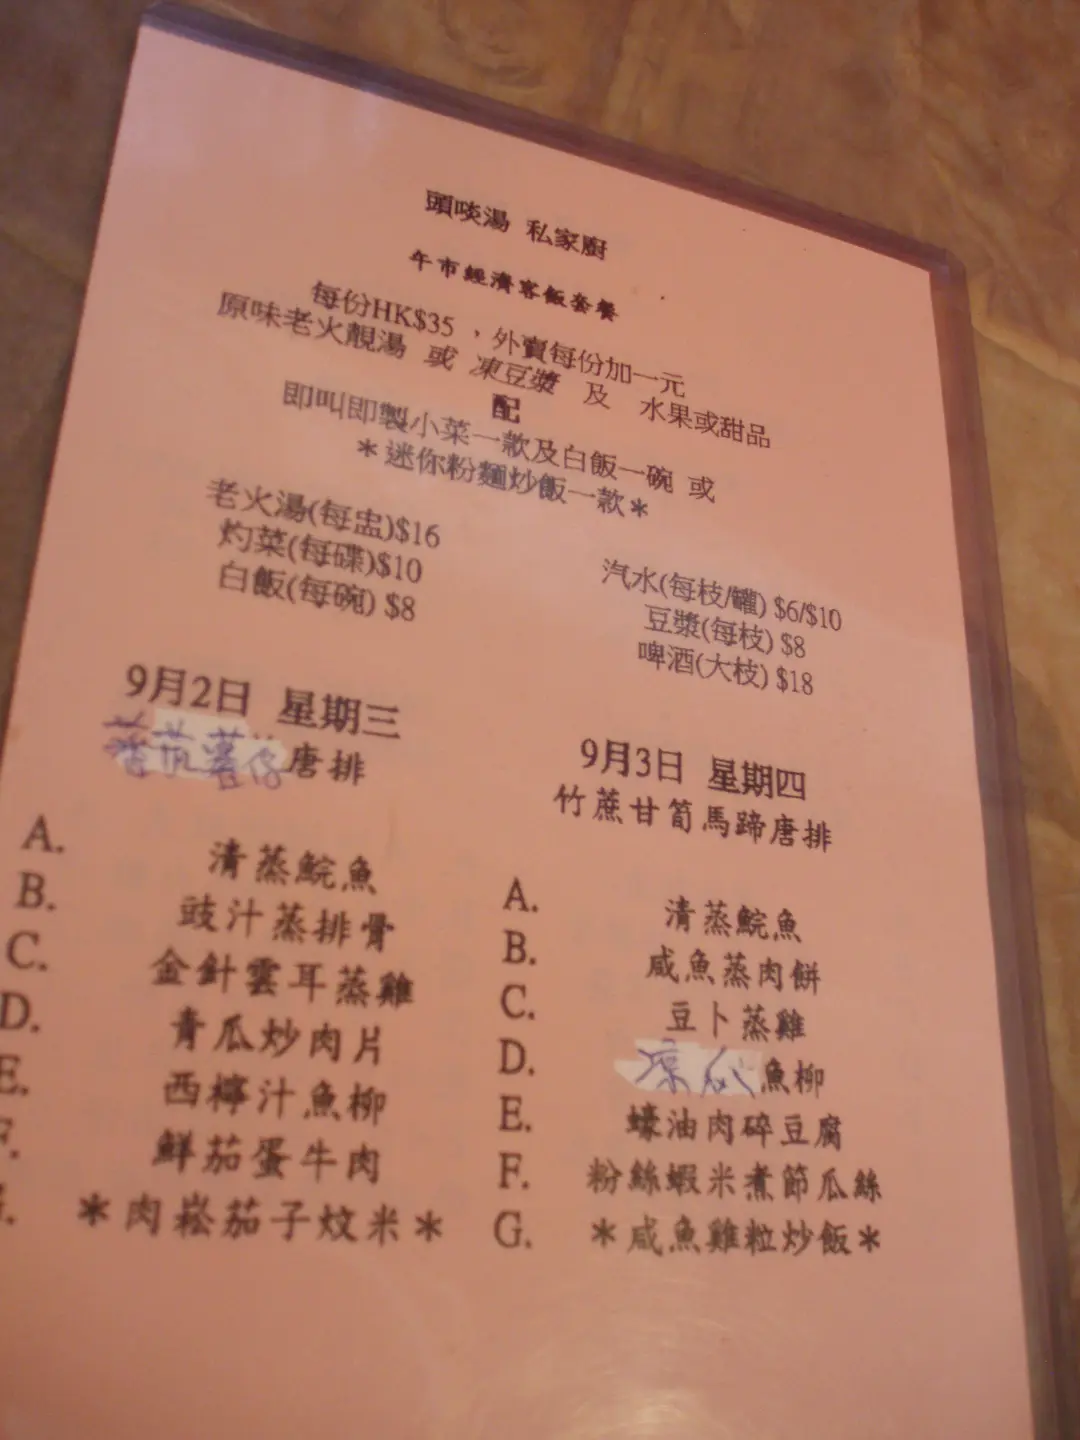 頭啖湯 私家廚
午市經濟客飯套餐
每份HK$35，外賣每份加一元
原味老火靚湯 或 凍豆漿 及 水果或甜品
配
即叫即製小菜一款及白飯一碗 或
＊迷你粉麵炒飯一款＊
老火湯(每盅)$16
灼菜(每碟)$10
白飯(每碗) $8
汽水(每枝/罐) $6/$10
豆漿(每枝) $8
啤酒(大枝) $18
9月2日 星期三
蕃茄薯仔唐排
A. 清蒸鯇魚
B. 豉汁蒸排骨
C. 金針雲耳蒸雞
D. 青瓜炒肉片
E. 西檸汁魚柳
F. 鮮茄蛋牛肉
＊肉崧茄子炆米＊
9月3日 星期四
竹蔗甘筍馬蹄唐排
A. 清蒸鯇魚
B. 咸魚蒸肉餅
C. 豆卜蒸雞
D. 涼瓜魚柳
E. 蠔油肉碎豆腐
F. 粉絲蝦米煮節瓜絲
G. ＊咸魚雞粒炒飯＊